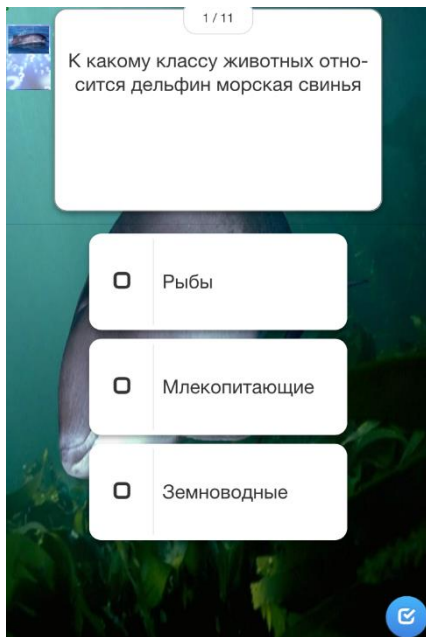 1 / 11
К какому классу животных отно-
сится дельфин морская свинья
Рыбы
Млекопитающие
Земноводные